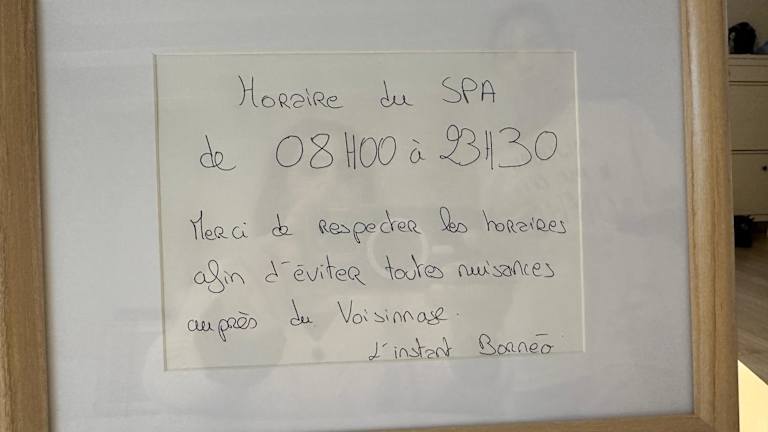 Horaire du SPA
de 08H00 à 23H30
Merci de respecter les horaires
afin d'éviter toutes nuisances
auprès du Voisinnage.
L'instant Bornéo